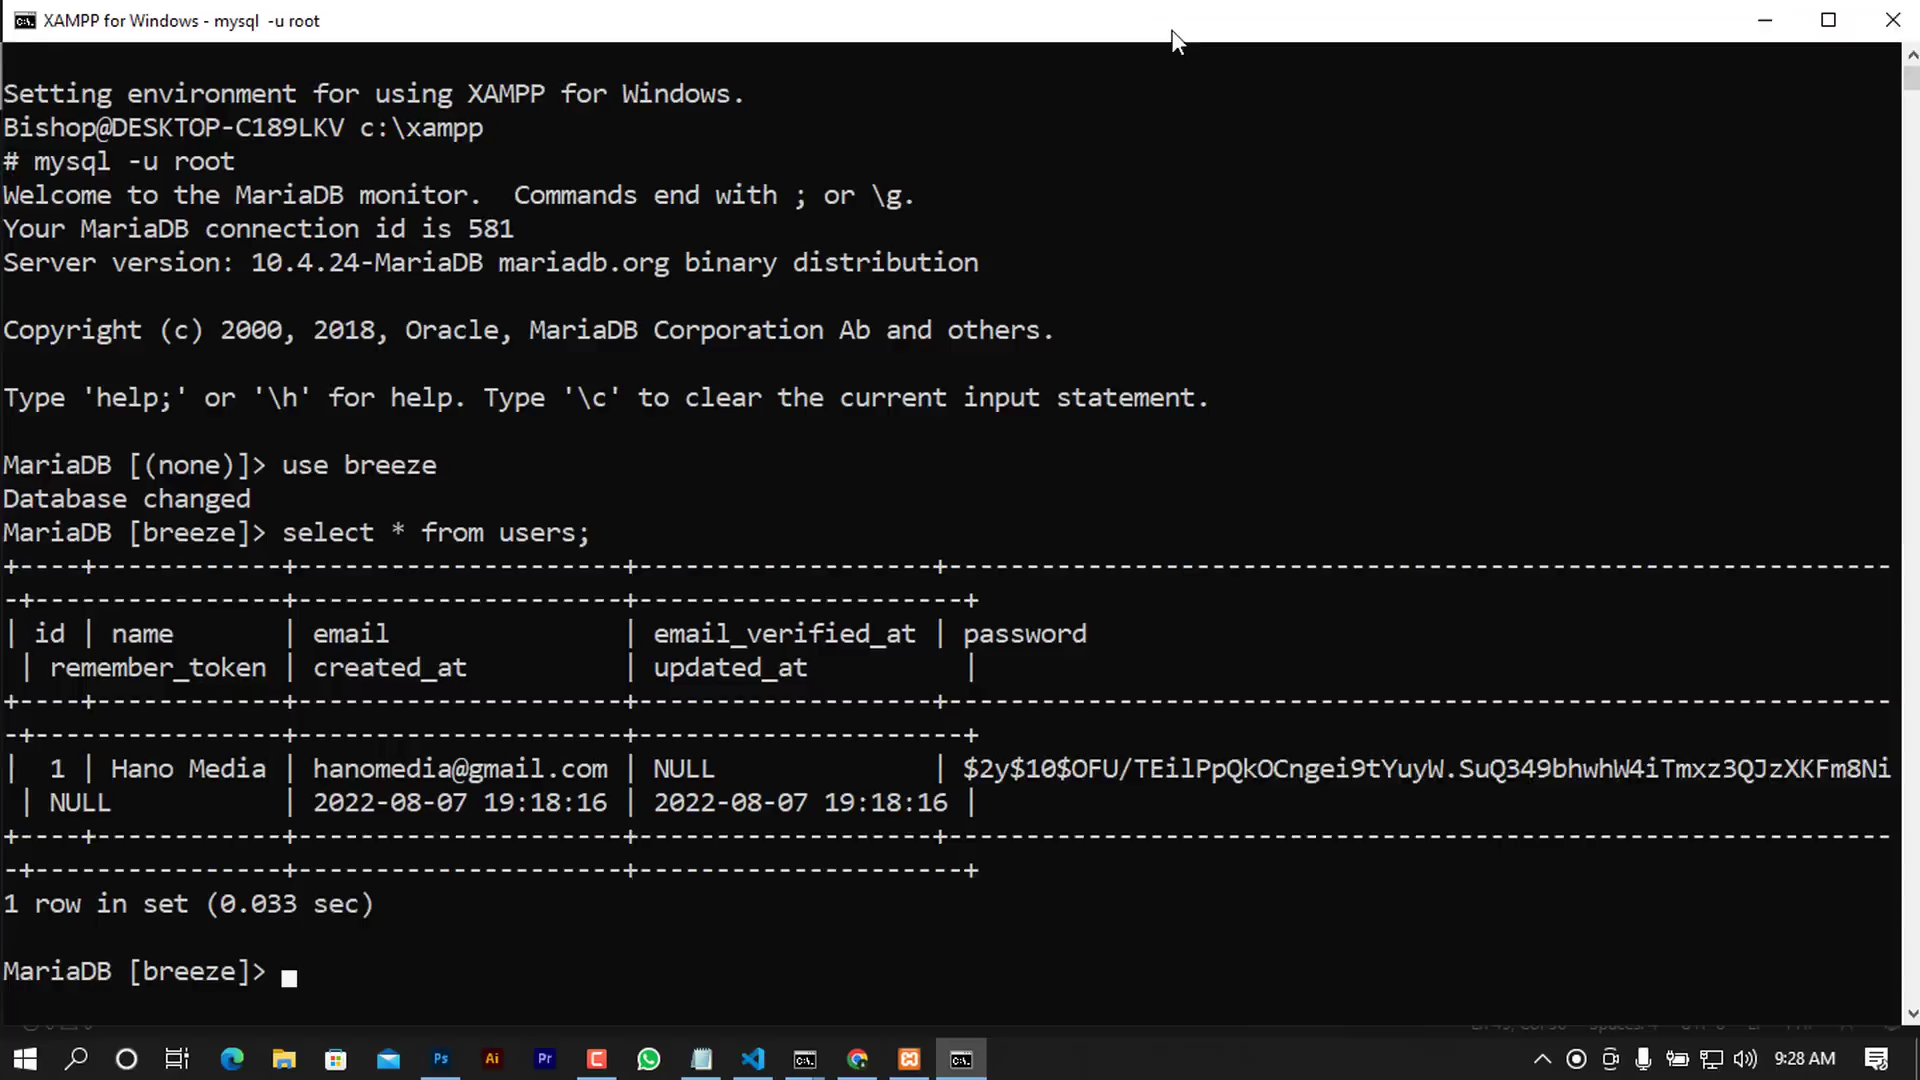 XAMPP for Windows - mysql  -u root
Setting environment for using XAMPP for Windows.
Bishop@DESKTOP-C189LKV c:\xampp
# mysql -u root
Welcome to the MariaDB monitor.  Commands end with ; or \g.
Your MariaDB connection id is 581
Server version: 10.4.24-MariaDB mariadb.org binary distribution
Copyright (c) 2000, 2018, Oracle, MariaDB Corporation Ab and others.
Type 'help;' or '\h' for help. Type '\c' to clear the current input statement.
MariaDB [(none)]> use breeze
Database changed
MariaDB [breeze]> select * from users;
| id | name | email | email_verified_at | password
| remember_token | created_at | updated_at |
| 1 | Hano Media | hanomedia@gmail.com | NULL | $2y$10$OFU/TEilPpQkOCngei9tYuyW.SuQ349bhwhW4iTmxz3QJzXKFm8Ni
| NULL | 2022-08-07 19:18:16 | 2022-08-07 19:18:16 |
1 row in set (0.033 sec)
MariaDB [breeze]>
Ps Ai Pr 9:28 AM